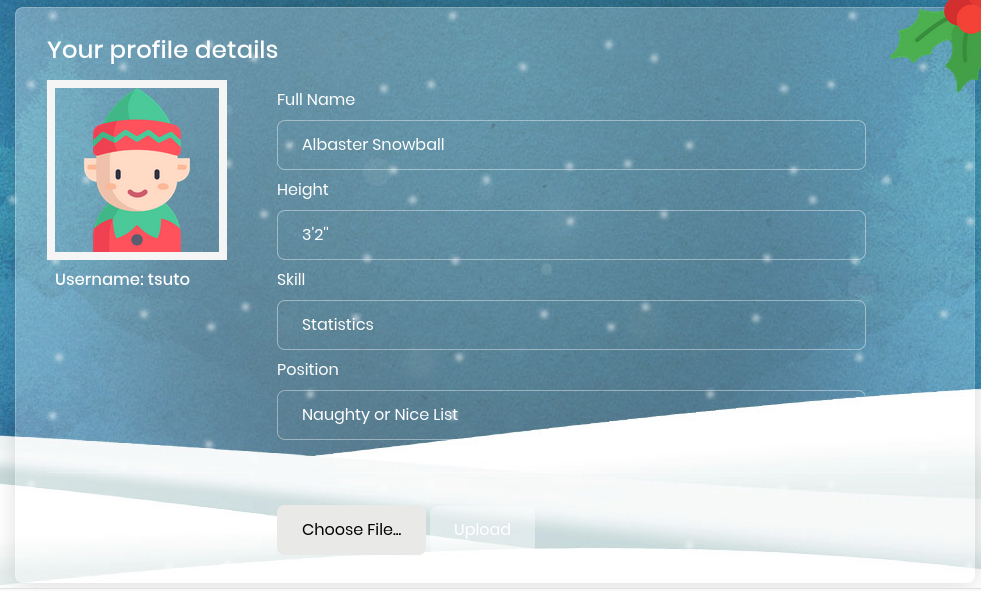 Your profile details
Full Name
Albaster Snowball
Height
3'2"
Username: tsuto
Skill
Statistics
Position
Naughty or Nice List
Choose File...
Upload